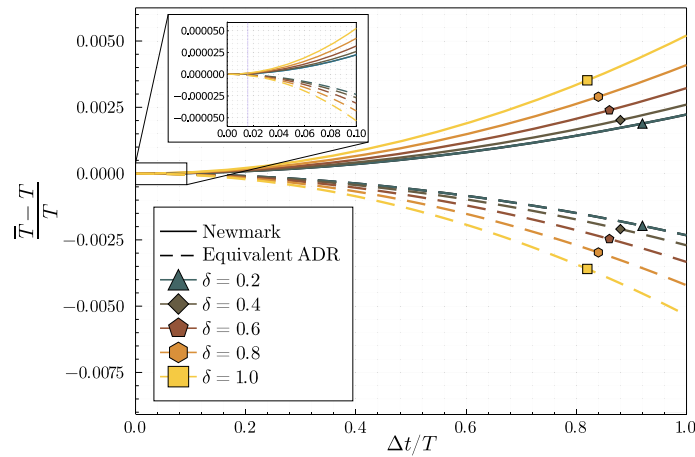 0.0050
0.0025
0.0000
−0.0025
−0.0050
−0.0075
T̅ − T
T
0.000050
0.000025
0.000000
−0.000025
−0.000050
0.00 0.02 0.04 0.06 0.08 0.10
Newmark
Equivalent ADR
δ = 0.2
δ = 0.4
δ = 0.6
δ = 0.8
δ = 1.0
0.0 0.2 0.4 0.6 0.8 1.0
Δt/T